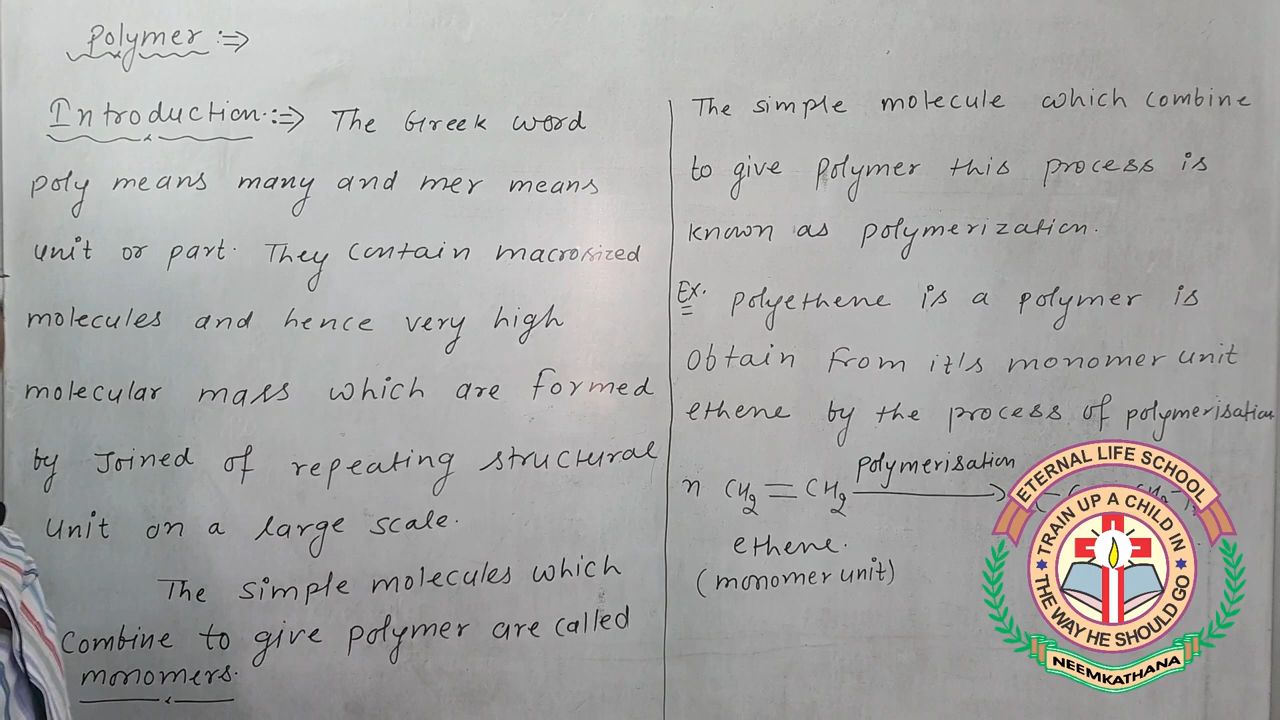 Polymer :⇒
Introduction :⇒ The Greek word
poly means many and mer means
unit or part. They contain macrosized
molecules and hence very high
molecular mass which are formed
by Joined of repeating structural
unit on a large scale.
The simple molecules which
combine to give polymer are called
monomers.
The simple molecule which combine
to give polymer this process is
known as polymerization.
Ex. polyethene is a polymer is
obtain from it's monomer unit
ethene by the process of polymerisation
polymerisation
n CH2=CH2 →
ethene.
(monomer unit)
ETERNAL LIFE SCHOOL
TRAIN UP A CHILD IN
THE WAY HE SHOULD GO
NEEMKATHANA